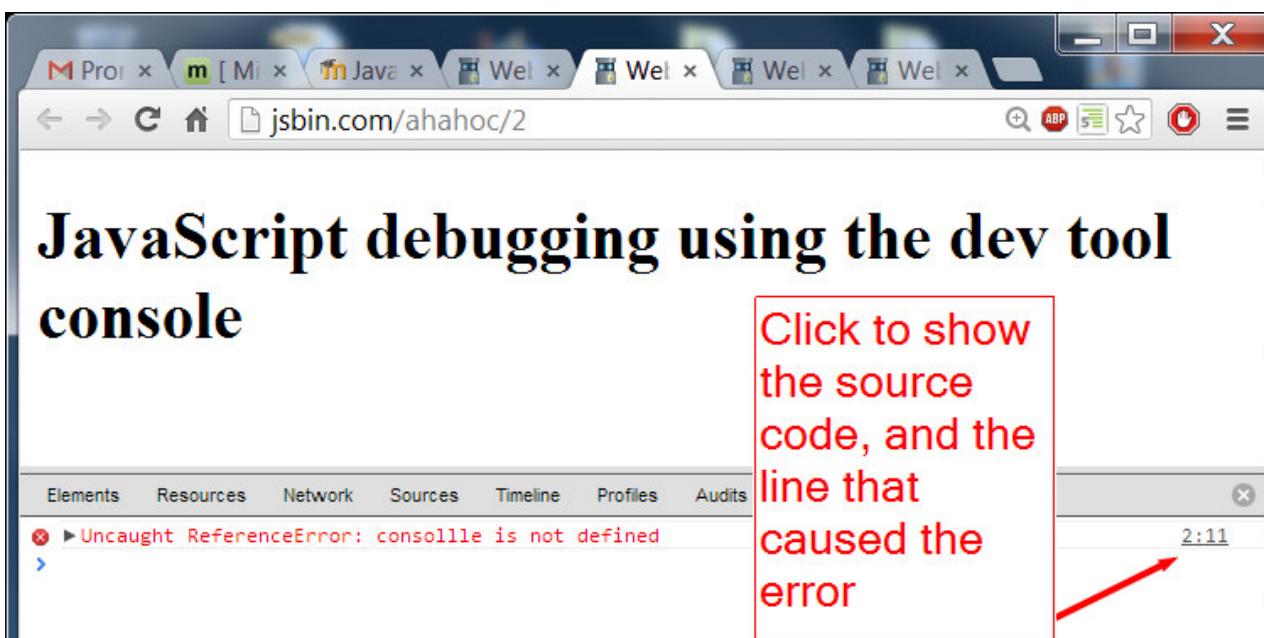 Pror
m [ Mi
Java
Wel
Wel
Wel
Wel
jsbin.com/ahahoc/2
ABP
JavaScript debugging using the dev tool
console
Click to show
the source
code, and the
line that
caused the
error
Elements Resources Network Sources Timeline Profiles Audits
Uncaught ReferenceError: consollle is not defined 2:11